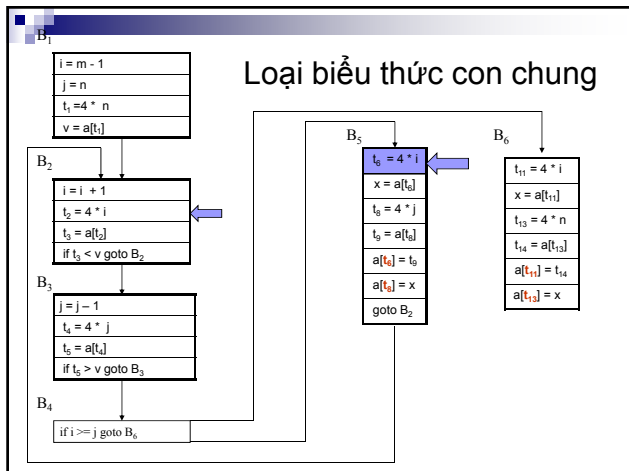 Loại biểu thức con chung
B₁
i = m - 1
j = n
t₁ =4 * n
v = a[t₁]
B₂
i = i + 1
t₂ = 4 * i
t₃ = a[t₂]
if t₃ < v goto B₂
B₃
j = j – 1
t₄ = 4 * j
t₅ = a[t₄]
if t₅ > v goto B₃
B₄
if i >= j goto B₆
B₅
t₆ = 4 * i
x = a[t₆]
t₈ = 4 * j
t₉ = a[t₈]
a[t₆] = t₉
a[t₈] = x
goto B₂
B₆
t₁₁ = 4 * i
x = a[t₁₁]
t₁₃ = 4 * n
t₁₄ = a[t₁₃]
a[t₁₁] = t₁₄
a[t₁₃] = x